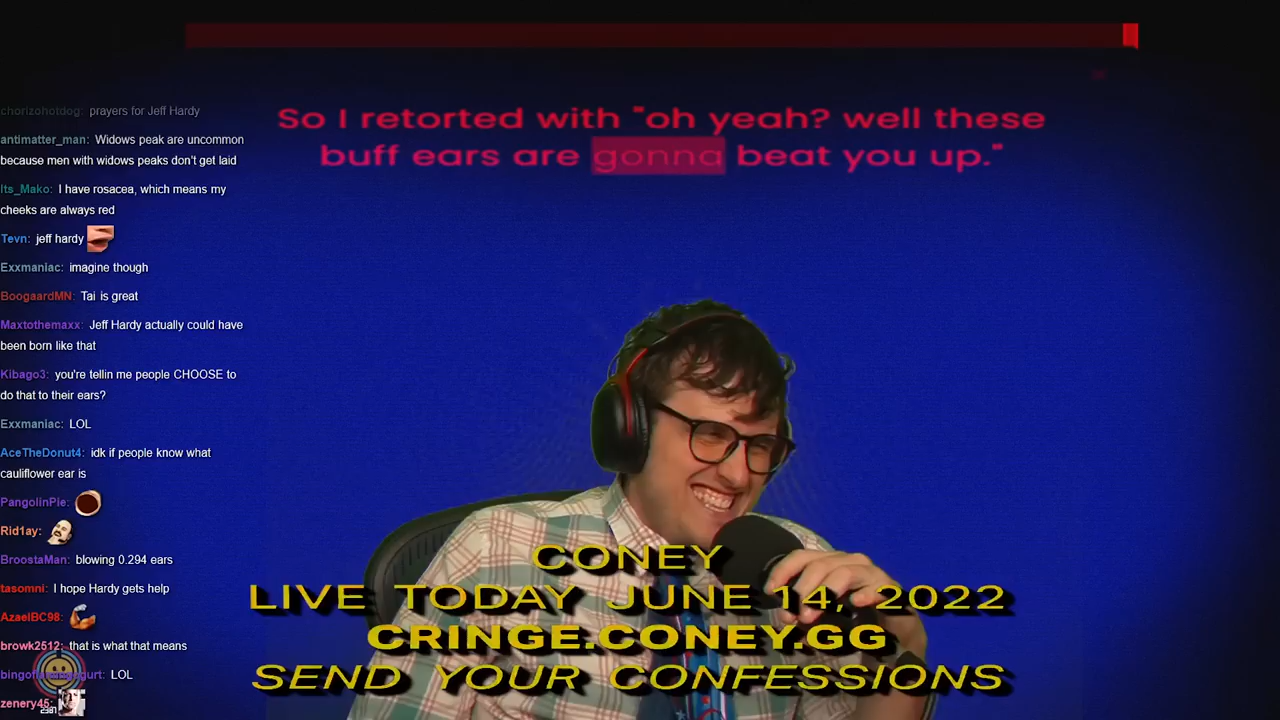 So I retorted with "oh yeah? well these
buff ears are gonna beat you up."
chorizohotdog: prayers for Jeff Hardy
antimatter_man: Widows peak are uncommon
because men with widows peaks don't get laid
Its_Mako: I have rosacea, which means my
cheeks are always red
Tevn: jeff hardy
Exxmaniac: imagine though
BoogaardMN: Tai is great
Maxtothemaxx: Jeff Hardy actually could have
been born like that
Kibago3: you're tellin me people CHOOSE to
do that to their ears?
Exxmaniac: LOL
AceTheDonut4: idk if people know what
cauliflower ear is
PangolinPie:
Rid1ay:
BroostaMan: blowing 0.294 ears
tasomni: I hope Hardy gets help
AzaelBC98:
browk2512: that is what that means
LOL
zenery45:
CONEY
LIVE TODAY JUNE 14, 2022
CRINGE.CONEY.GG
SEND YOUR CONFESSIONS